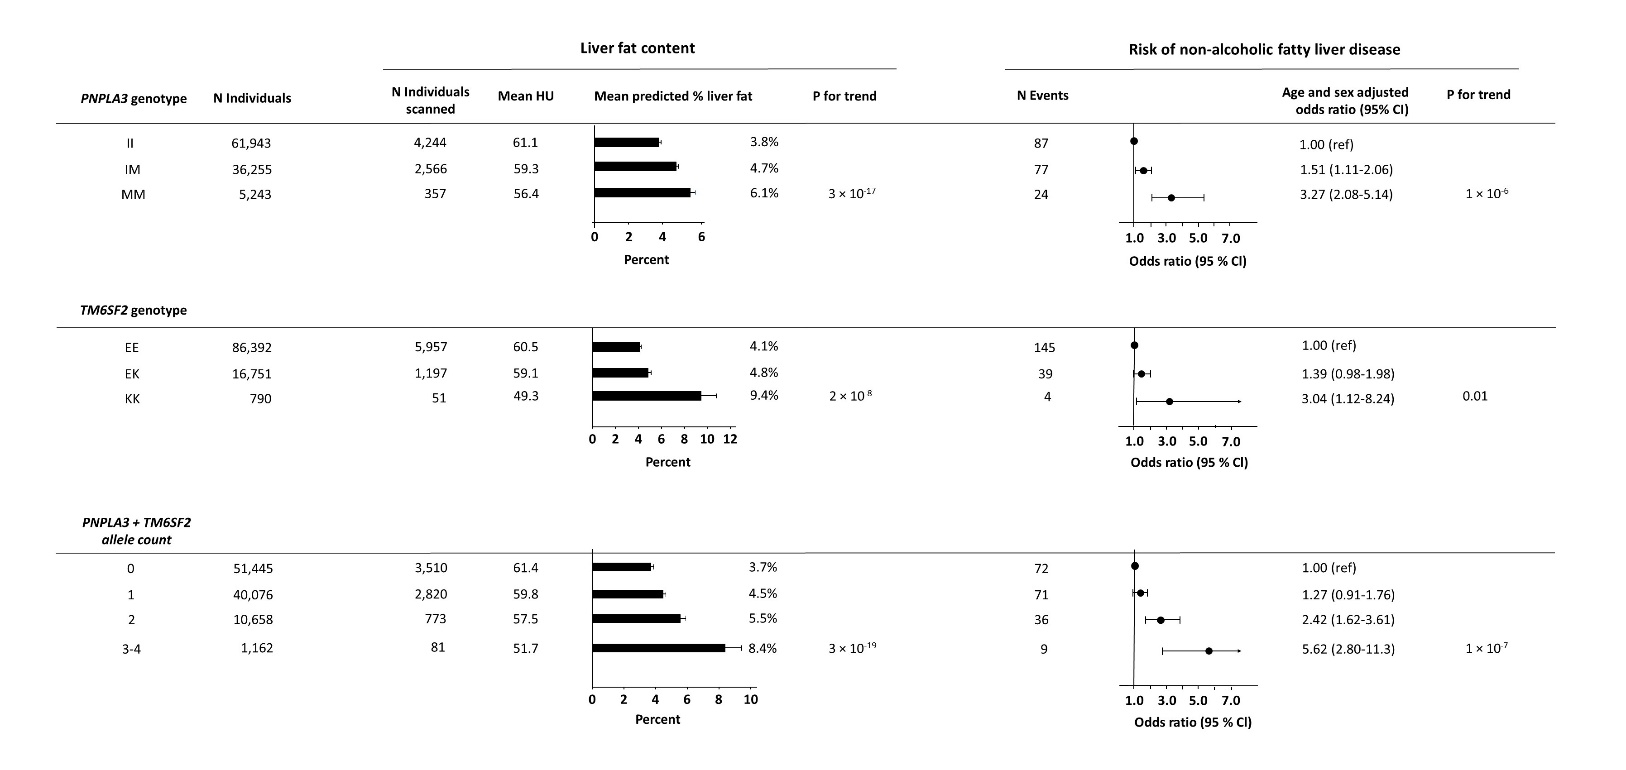 Liver fat content Risk of non-alcoholic fatty liver disease
PNPLA3 genotype N Individuals N Individuals scanned Mean HU Mean predicted % liver fat P for trend N Events Age and sex adjusted odds ratio (95% CI) P for trend
II 61,943 4,244 61.1 3.8% 87 1.00 (ref)
IM 36,255 2,566 59.3 4.7% 77 1.51 (1.11-2.06)
MM 5,243 357 56.4 6.1% 3 × 10-17 24 3.27 (2.08-5.14) 1 × 10-6
0 2 4 6 1.0 3.0 5.0 7.0
Percent Odds ratio (95 % CI)
TM6SF2 genotype
EE 86,392 5,957 60.5 4.1% 145 1.00 (ref)
EK 16,751 1,197 59.1 4.8% 39 1.39 (0.98-1.98)
KK 790 51 49.3 9.4% 2 × 10 8 4 3.04 (1.12-8.24) 0.01
0 2 4 6 8 10 12 1.0 3.0 5.0 7.0
Percent Odds ratio (95 % CI)
PNPLA3 + TM6SF2
allele count
0 51,445 3,510 61.4 3.7% 72 1.00 (ref)
1 40,076 2,820 59.8 4.5% 71 1.27 (0.91-1.76)
2 10,658 773 57.5 5.5% 36 2.42 (1.62-3.61)
3-4 1,162 81 51.7 8.4% 3 × 10-19 9 5.62 (2.80-11.3) 1 × 10-7
0 2 4 6 8 10 1.0 3.0 5.0 7.0
Percent Odds ratio (95 % CI)